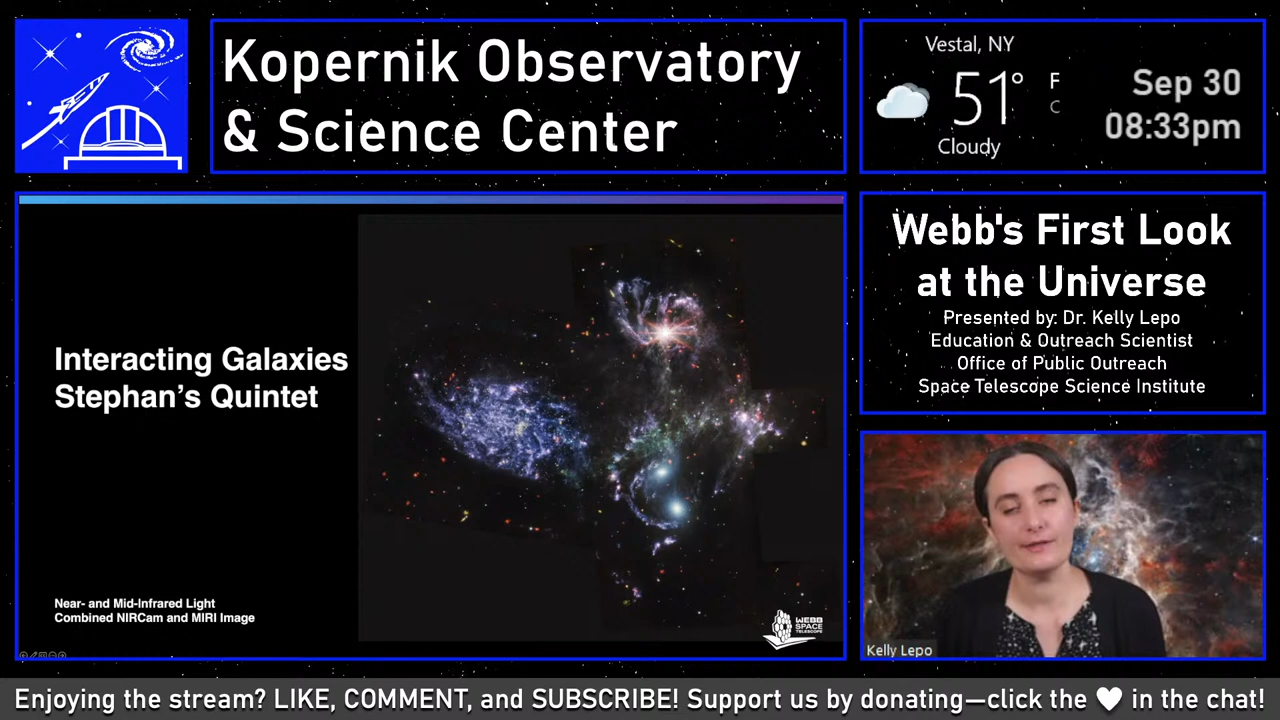 Kopernik Observatory
& Science Center
Vestal, NY
51°
F
C
Cloudy
Sep 30
08:33pm
Interacting Galaxies
Stephan’s Quintet
Near- and Mid-Infrared Light
Combined NIRCam and MIRI Image
WEBB
SPACE
TELESCOPE
Webb's First Look
at the Universe
Presented by: Dr. Kelly Lepo
Education & Outreach Scientist
Office of Public Outreach
Space Telescope Science Institute
Kelly Lepo
Enjoying the stream? LIKE, COMMENT, and SUBSCRIBE! Support us by donating—click the ♥ in the chat!